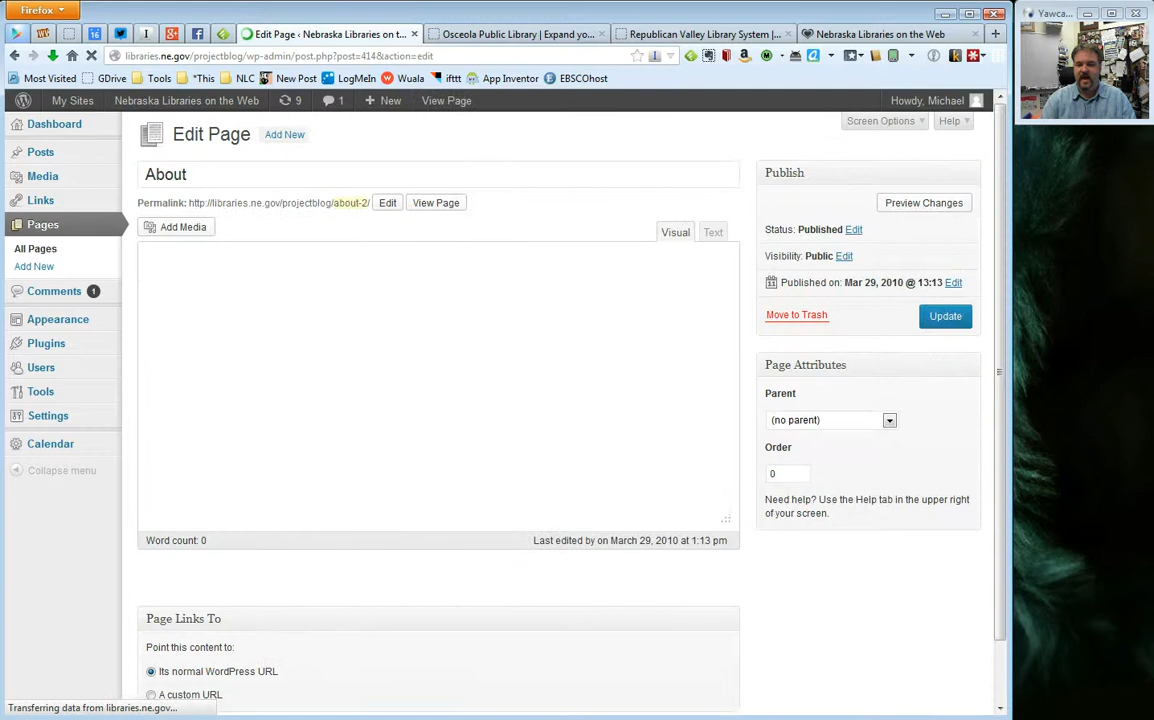 Firefox
Yawca...
16
Edit Page ‹ Nebraska Libraries on t...
Osceola Public Library | Expand yo...
Republican Valley Library System |...
Nebraska Libraries on the Web
libraries.ne.gov/projectblog/wp-admin/post.php?post=414&action=edit
Most Visited
GDrive
Tools
*This
NLC
New Post
LogMeIn
Wuala
ifttt
App Inventor
EBSCOhost
My Sites
Nebraska Libraries on the Web
9
1
+ New
View Page
Howdy, Michael
Dashboard
Posts
Media
Links
Pages
All Pages
Add New
Comments 1
Appearance
Plugins
Users
Tools
Settings
Calendar
Collapse menu
Edit Page
Add New
Screen Options
Help
About
Permalink: http://libraries.ne.gov/projectblog/about-2/
Edit
View Page
Add Media
Visual
Text
Word count: 0
Last edited by on March 29, 2010 at 1:13 pm
Page Links To
Point this content to:
Its normal WordPress URL
A custom URL
Publish
Preview Changes
Status: Published Edit
Visibility: Public Edit
Published on: Mar 29, 2010 @ 13:13 Edit
Move to Trash
Update
Page Attributes
Parent
(no parent)
Order
0
Need help? Use the Help tab in the upper right
of your screen.
Transferring data from libraries.ne.gov...